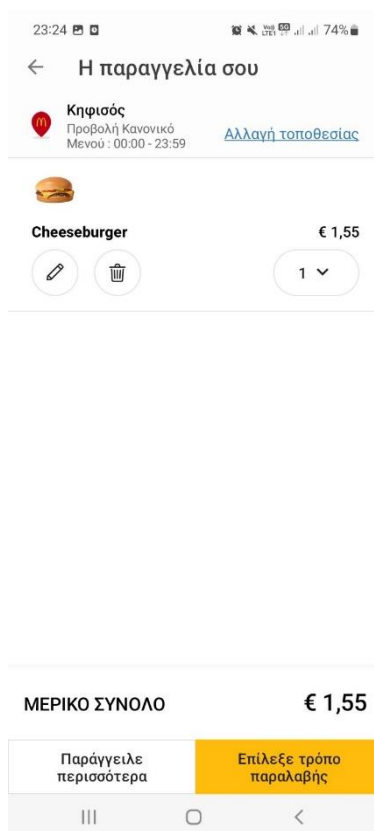 23:24 74%
Η παραγγελία σου
Κηφισός
Προβολή Κανονικό
Μενού : 00:00 - 23:59
Αλλαγή τοποθεσίας
Cheeseburger € 1,55
1
ΜΕΡΙΚΟ ΣΥΝΟΛΟ € 1,55
Παράγγειλε
περισσότερα
Επίλεξε τρόπο
παραλαβής